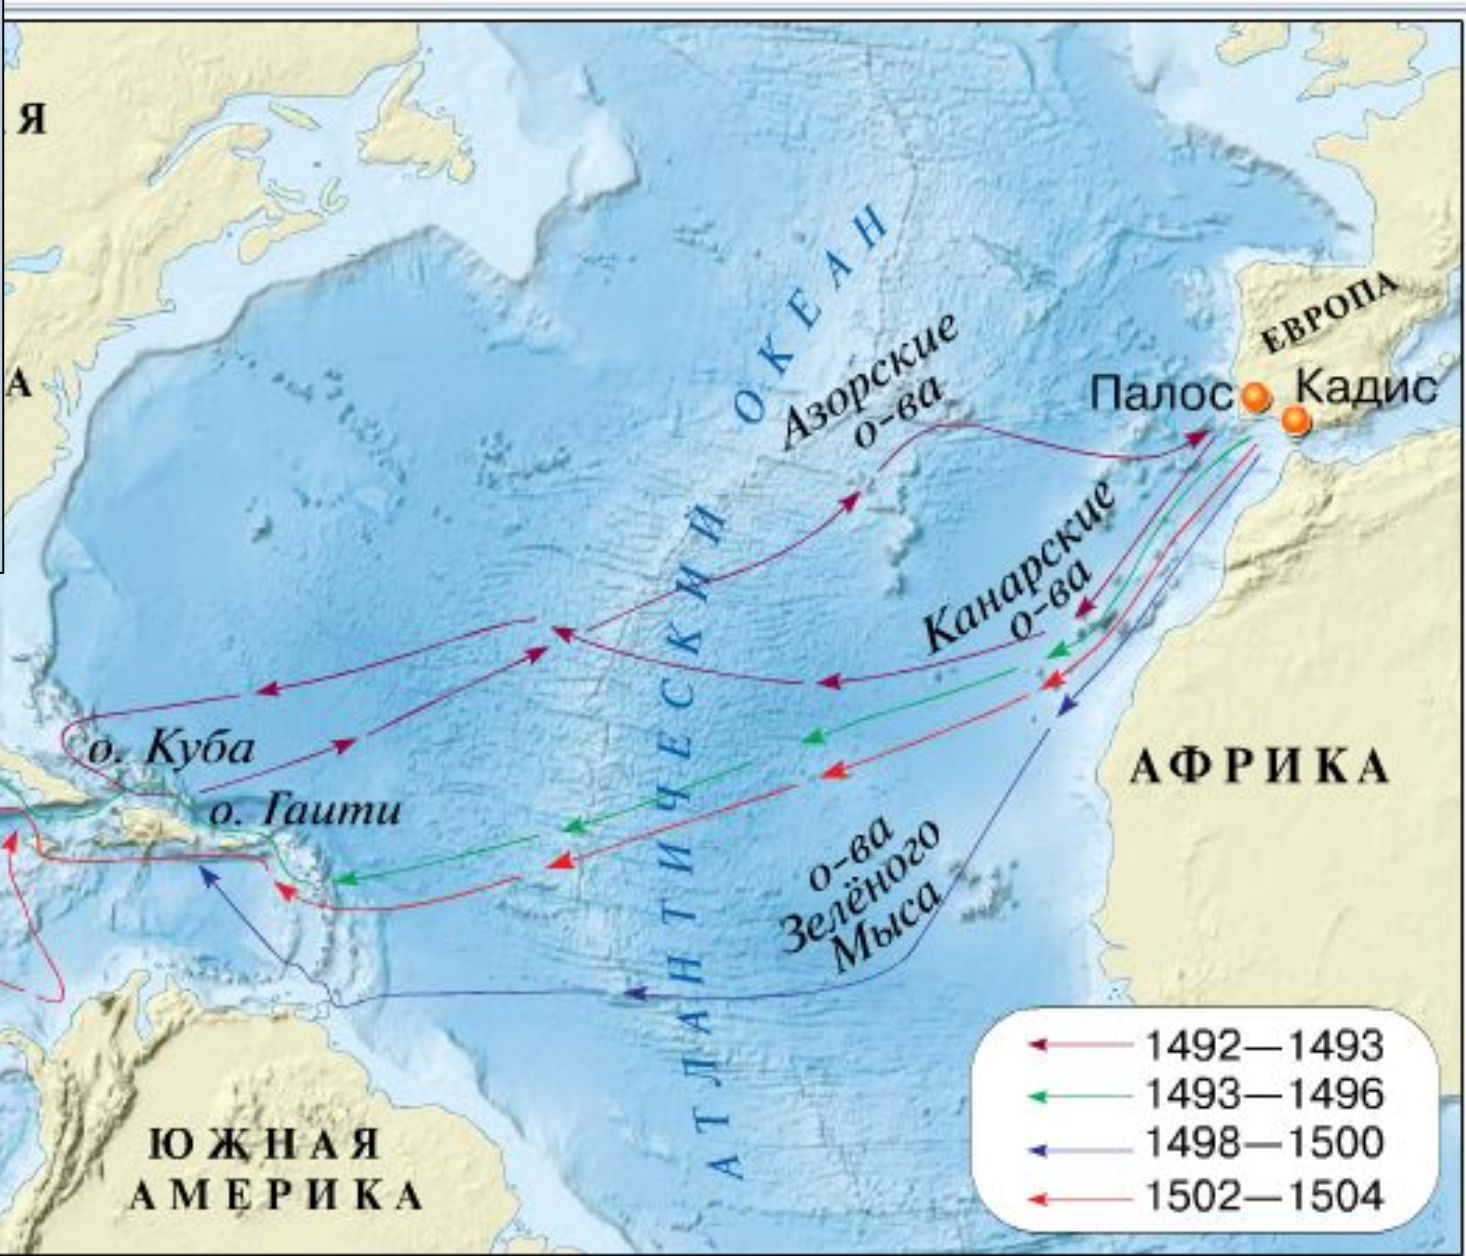 Я
А
АТЛАНТИЧЕСКИЙ ОКЕАН
ЕВРОПА
Азорские
о-ва
Палос
Кадис
Канарские
о-ва
о. Куба
о. Гаити
АФРИКА
о-ва
Зелёного
Мыса
ЮЖНАЯ
АМЕРИКА
1492—1493
1493—1496
1498—1500
1502—1504